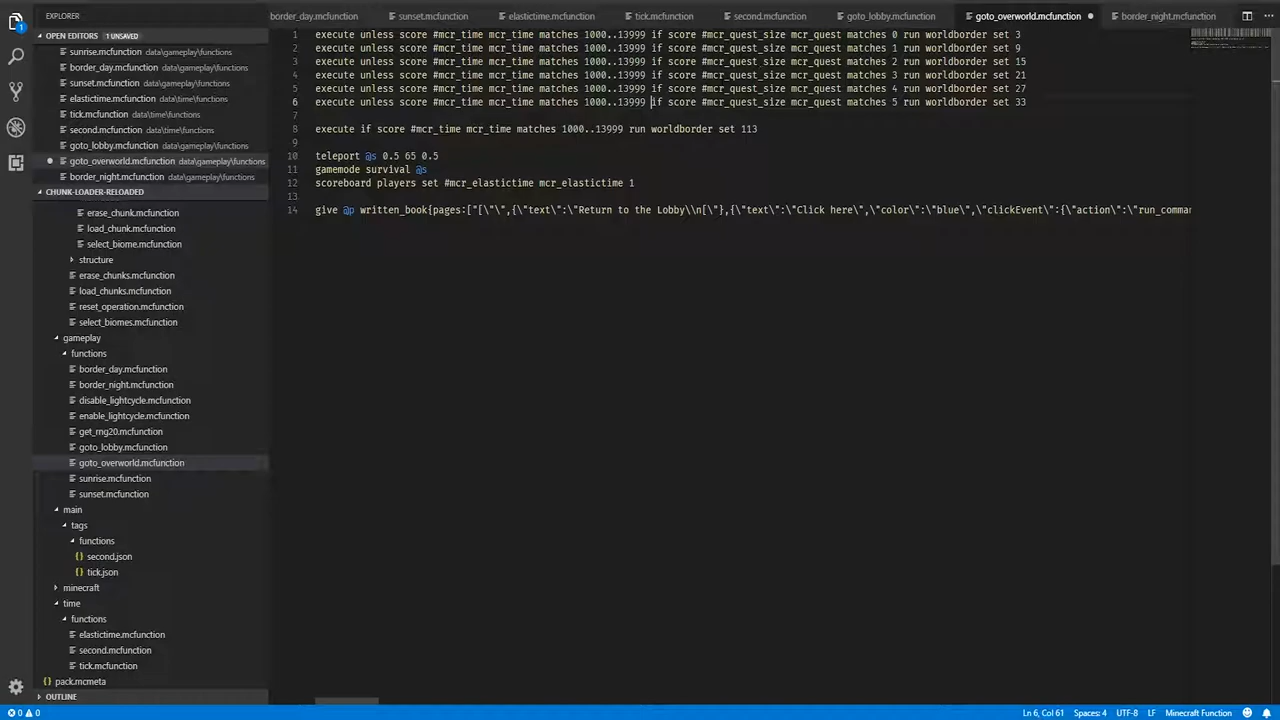 EXPLORER
OPEN EDITORS 1 UNSAVED
sunrise.mcfunction data\gameplay\functions
border_day.mcfunction data\gameplay\functions
sunset.mcfunction data\gameplay\functions
elastictime.mcfunction data\time\functions
tick.mcfunction data\time\functions
second.mcfunction data\time\functions
goto_lobby.mcfunction data\gameplay\functions
goto_overworld.mcfunction data\gameplay\functions
border_night.mcfunction data\gameplay\functions
CHUNK-LOADER-RELOADED
erase_chunk.mcfunction
load_chunk.mcfunction
select_biome.mcfunction
structure
erase_chunks.mcfunction
load_chunks.mcfunction
reset_operation.mcfunction
select_biomes.mcfunction
gameplay
functions
border_day.mcfunction
border_night.mcfunction
disable_lightcycle.mcfunction
enable_lightcycle.mcfunction
get_rng20.mcfunction
goto_lobby.mcfunction
goto_overworld.mcfunction
sunrise.mcfunction
sunset.mcfunction
main
tags
functions
{} second.json
{} tick.json
minecraft
time
functions
elastictime.mcfunction
second.mcfunction
tick.mcfunction
pack.mcmeta
OUTLINE
border_day.mcfunction sunset.mcfunction elastictime.mcfunction tick.mcfunction second.mcfunction goto_lobby.mcfunction goto_overworld.mcfunction border_night.mcfunction
1 execute unless score #mcr_time mcr_time matches 1000..13999 if score #mcr_quest_size mcr_quest matches 0 run worldborder set 3
2 execute unless score #mcr_time mcr_time matches 1000..13999 if score #mcr_quest_size mcr_quest matches 1 run worldborder set 9
3 execute unless score #mcr_time mcr_time matches 1000..13999 if score #mcr_quest_size mcr_quest matches 2 run worldborder set 15
4 execute unless score #mcr_time mcr_time matches 1000..13999 if score #mcr_quest_size mcr_quest matches 3 run worldborder set 21
5 execute unless score #mcr_time mcr_time matches 1000..13999 if score #mcr_quest_size mcr_quest matches 4 run worldborder set 27
6 execute unless score #mcr_time mcr_time matches 1000..13999 if score #mcr_quest_size mcr_quest matches 5 run worldborder set 33
7
8 execute if score #mcr_time mcr_time matches 1000..13999 run worldborder set 113
9
10 teleport @s 0.5 65 0.5
11 gamemode survival @s
12 scoreboard players set #mcr_elastictime mcr_elastictime 1
13
14 give @p written_book{pages:["[\"\",{\"text\":\"Return to the Lobby\\n[\"},{\"text\":\"Click here\",\"color\":\"blue\",\"clickEvent\":{\"action\":\"run_comman
0 0 Ln 6, Col 61 Spaces: 4 UTF-8 LF Minecraft Function